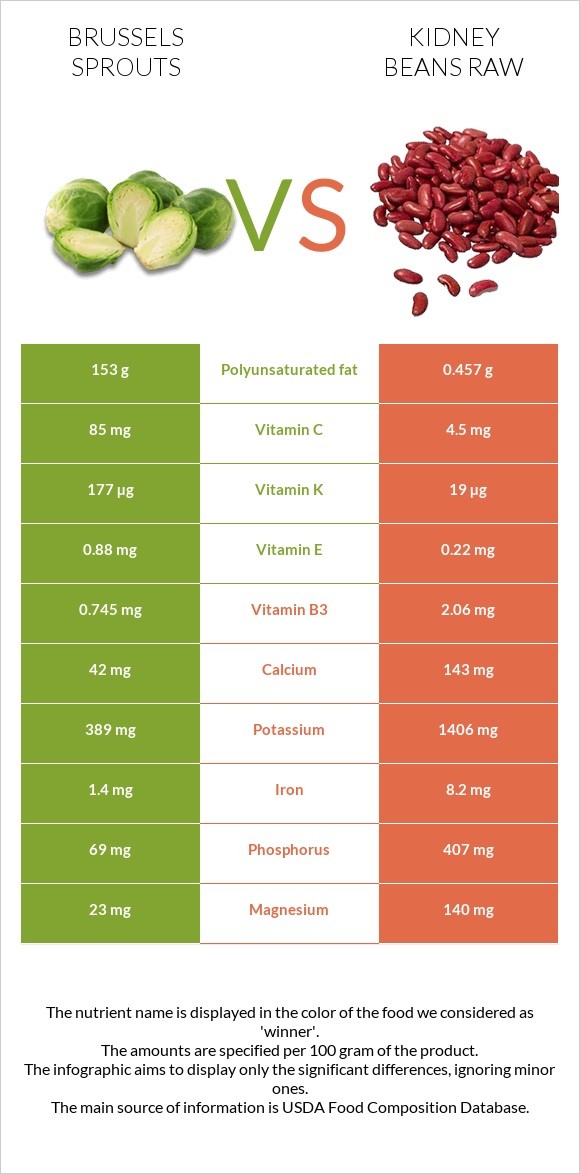 BRUSSELS
SPROUTS
KIDNEY
BEANS RAW
VS
153 g Polyunsaturated fat 0.457 g
85 mg Vitamin C 4.5 mg
177 µg Vitamin K 19 µg
0.88 mg Vitamin E 0.22 mg
0.745 mg Vitamin B3 2.06 mg
42 mg Calcium 143 mg
389 mg Potassium 1406 mg
1.4 mg Iron 8.2 mg
69 mg Phosphorus 407 mg
23 mg Magnesium 140 mg
The nutrient name is displayed in the color of the food we considered as
'winner'.
The amounts are specified per 100 gram of the product.
The infographic aims to display only the significant differences, ignoring minor
ones.
The main source of information is USDA Food Composition Database.